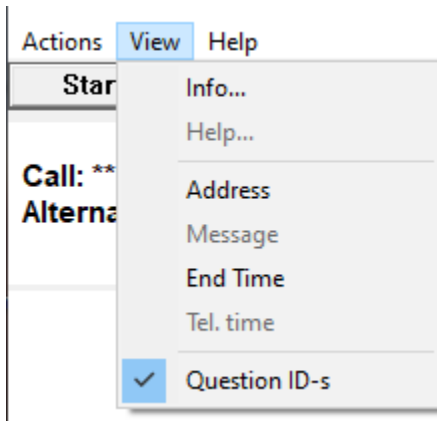 Actions View Help
Star
Info...
Help...
Call: **
Address
Alterna
Message
End Time
Tel. time
Question ID-s